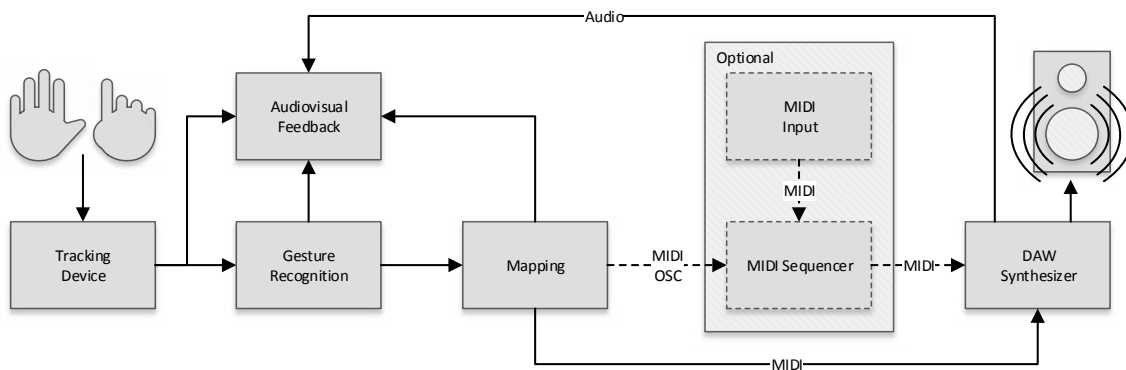 Audio
Optional
Audiovisual
Feedback
MIDI
Input
MIDI
Tracking
Device
Gesture
Recognition
Mapping
MIDI
OSC
MIDI Sequencer
MIDI
DAW
Synthesizer
MIDI